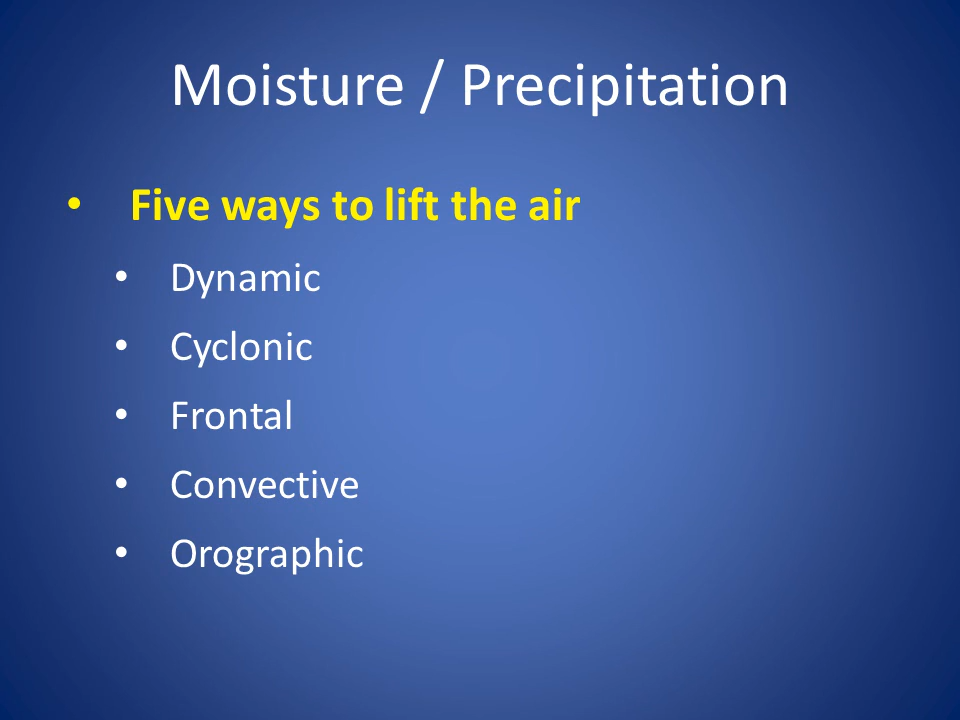 Moisture / Precipitation
• Five ways to lift the air
• Dynamic
• Cyclonic
• Frontal
• Convective
• Orographic